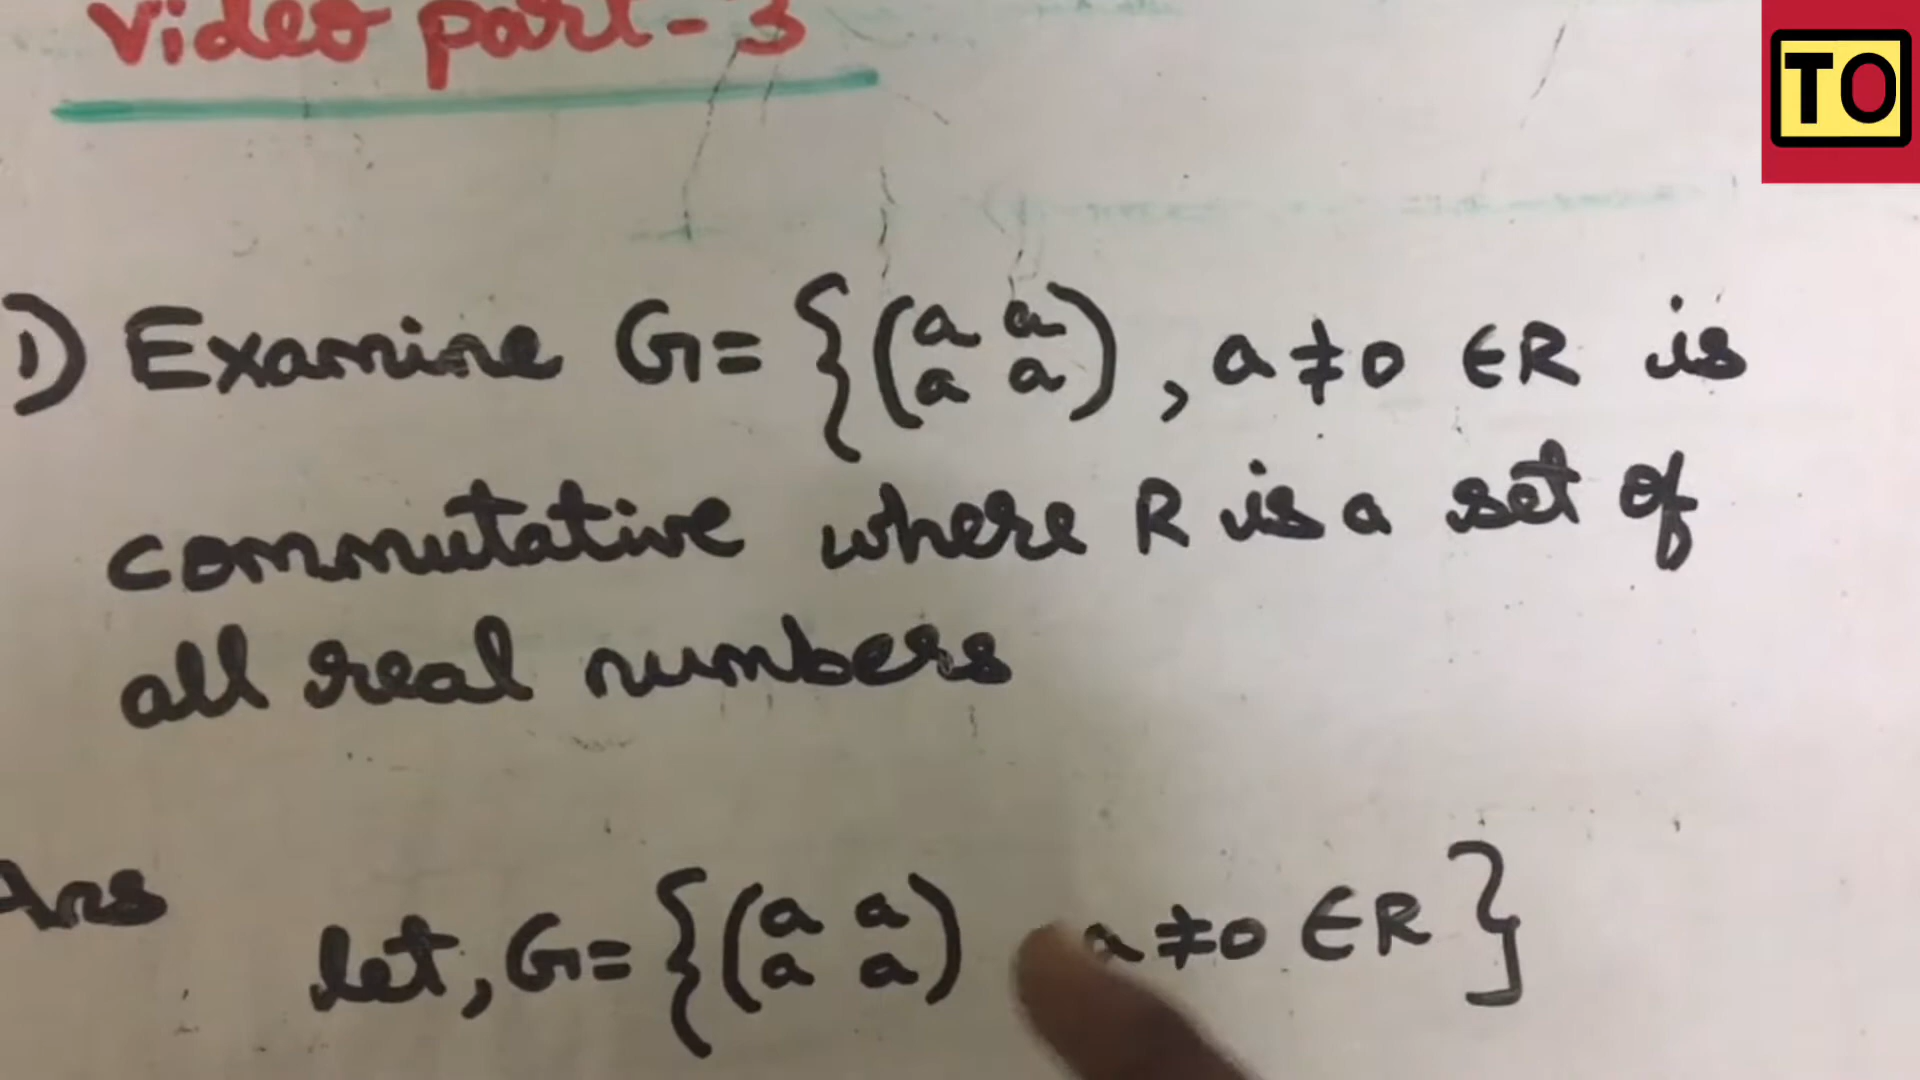 video part-3
TO
1) Examine G = { ( a a
a a ) , a ≠ 0 ∈ R is
commutative where R is a set of
all real numbers
Ans
let, G = { ( a a
a a ) a ≠ 0 ∈ R }